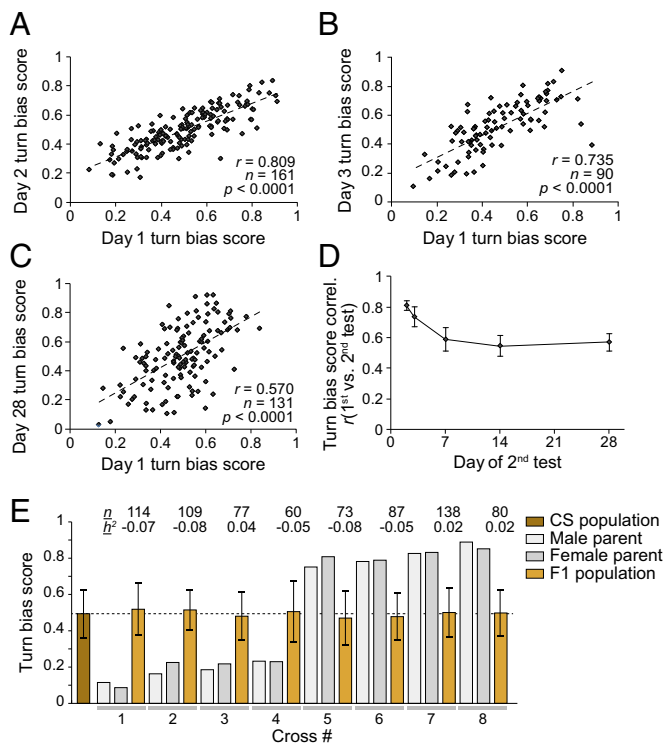 A
Day 2 turn bias score
1
0.8
0.6
0.4
0.2
0
0
0.2
0.4
0.6
0.8
1
Day 1 turn bias score
r = 0.809
n = 161
p < 0.0001
B
Day 3 turn bias score
1
0.8
0.6
0.4
0.2
0
0
0.2
0.4
0.6
0.8
1
Day 1 turn bias score
r = 0.735
n = 90
p < 0.0001
C
Day 28 turn bias score
1
0.8
0.6
0.4
0.2
0
0
0.2
0.4
0.6
0.8
1
Day 1 turn bias score
r = 0.570
n = 131
p < 0.0001
D
Turn bias score correl.
r(1st vs. 2nd test)
1
0.8
0.6
0.4
0.2
0
0
7
14
21
28
Day of 2nd test
E
n 114 109 77 60 73 87 138 80
h² -0.07 -0.08 0.04 -0.05 -0.08 -0.05 0.02 0.02
CS population
Male parent
Female parent
F1 population
Turn bias score
1
0.8
0.6
0.4
0.2
0
1 2 3 4 5 6 7 8
Cross #